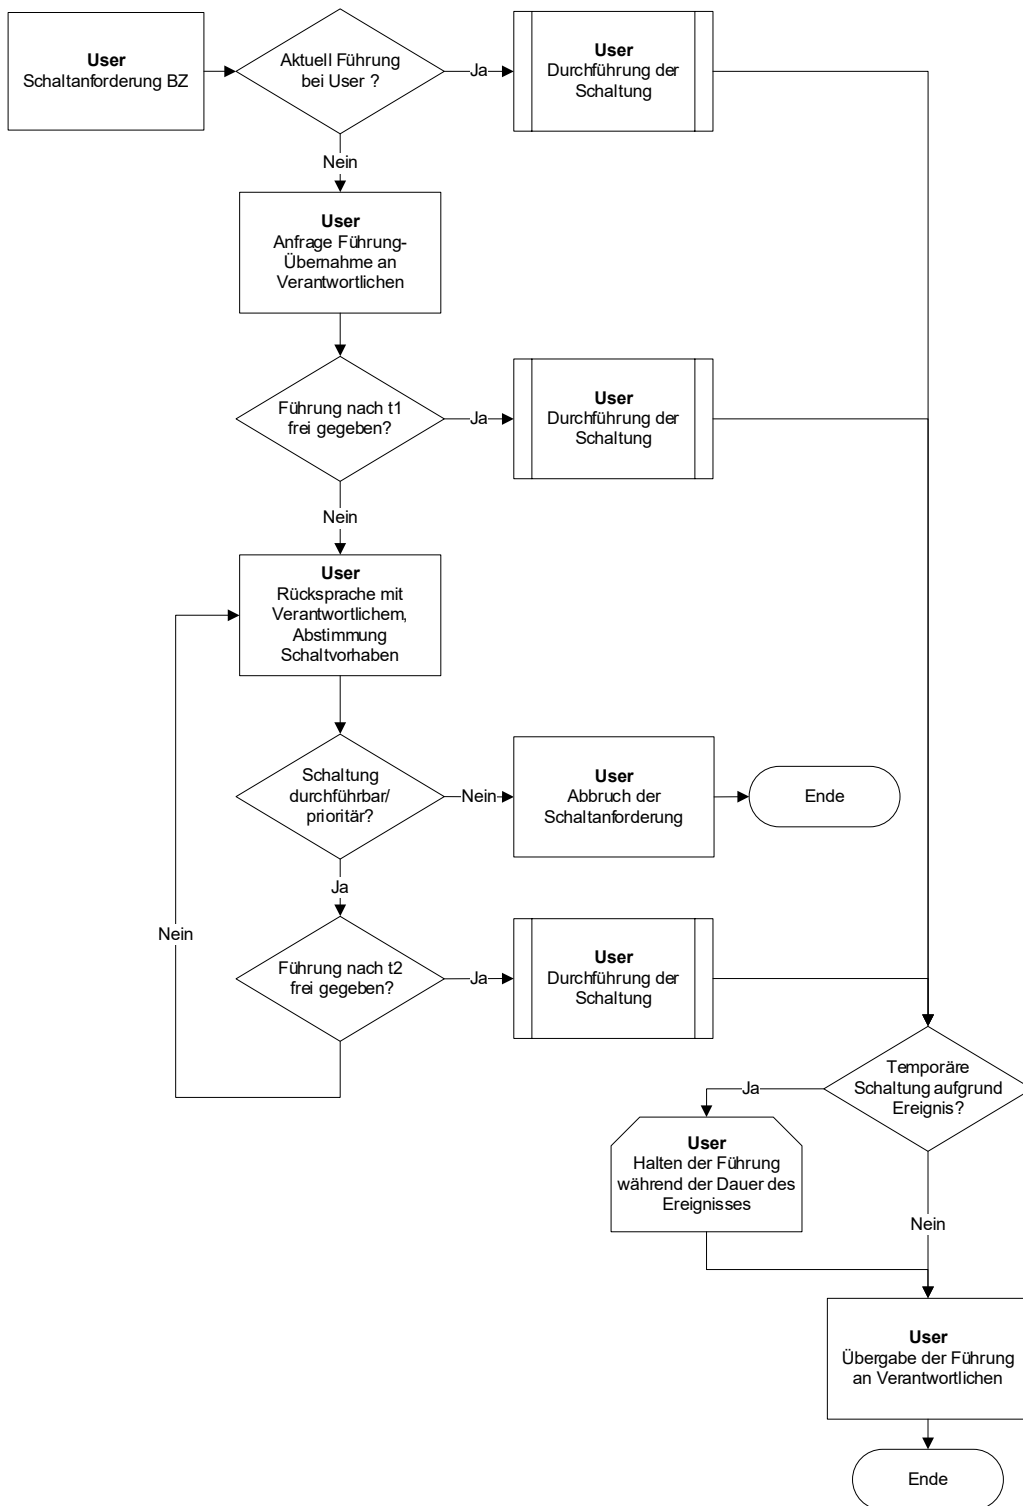 User
Schaltanforderung BZ
Aktuell Führung
bei User ?
Ja
User
Durchführung der
Schaltung
Nein
User
Anfrage Führung-
Übernahme an
Verantwortlichen
Führung nach t1
frei gegeben?
Ja
User
Durchführung der
Schaltung
Nein
User
Rücksprache mit
Verantwortlichem,
Abstimmung
Schaltvorhaben
Schaltung
durchführbar/
prioritär?
Nein
User
Abbruch der
Schaltanforderung
Ende
Ja
Nein
Führung nach t2
frei gegeben?
Ja
User
Durchführung der
Schaltung
Temporäre
Schaltung aufgrund
Ereignis?
Ja
User
Halten der Führung
während der Dauer des
Ereignisses
Nein
User
Übergabe der Führung
an Verantwortlichen
Ende